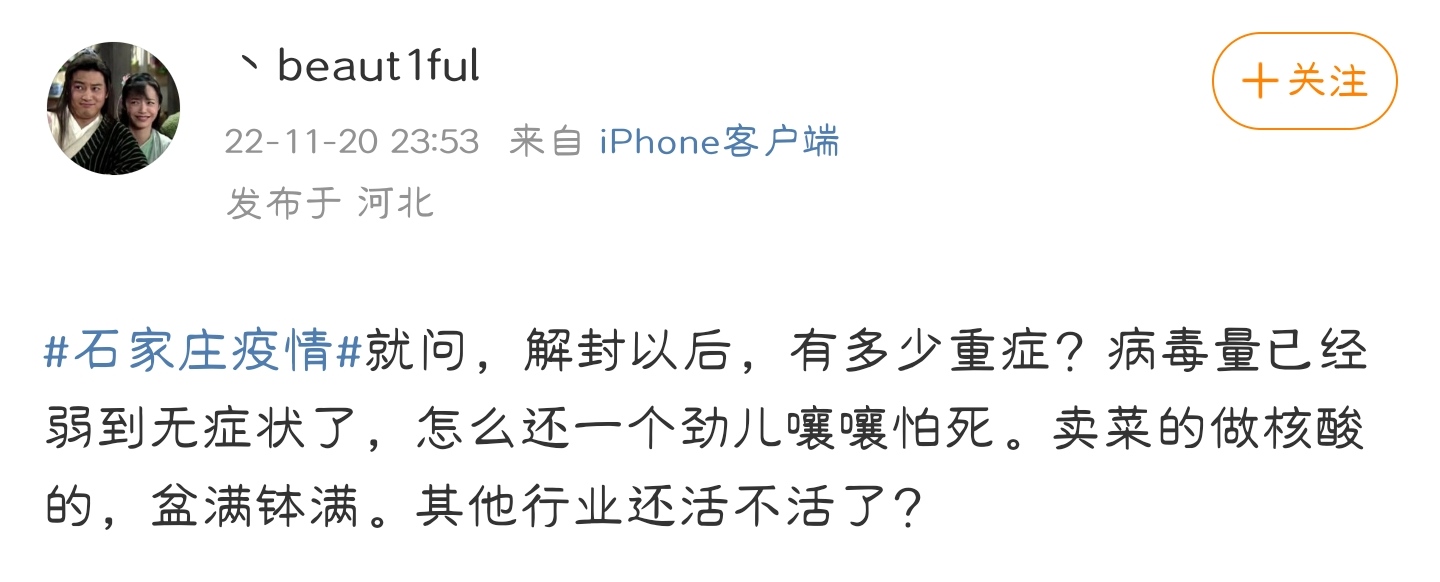 丶beaut1ful
十关注
22-11-20 23:53 来自 iPhone客户端
发布于 河北
#石家庄疫情#就问，解封以后，有多少重症？病毒量已经
弱到无症状了，怎么还一个劲儿嚷嚷怕死。卖菜的做核酸
的，盆满钵满。其他行业还活不活了？